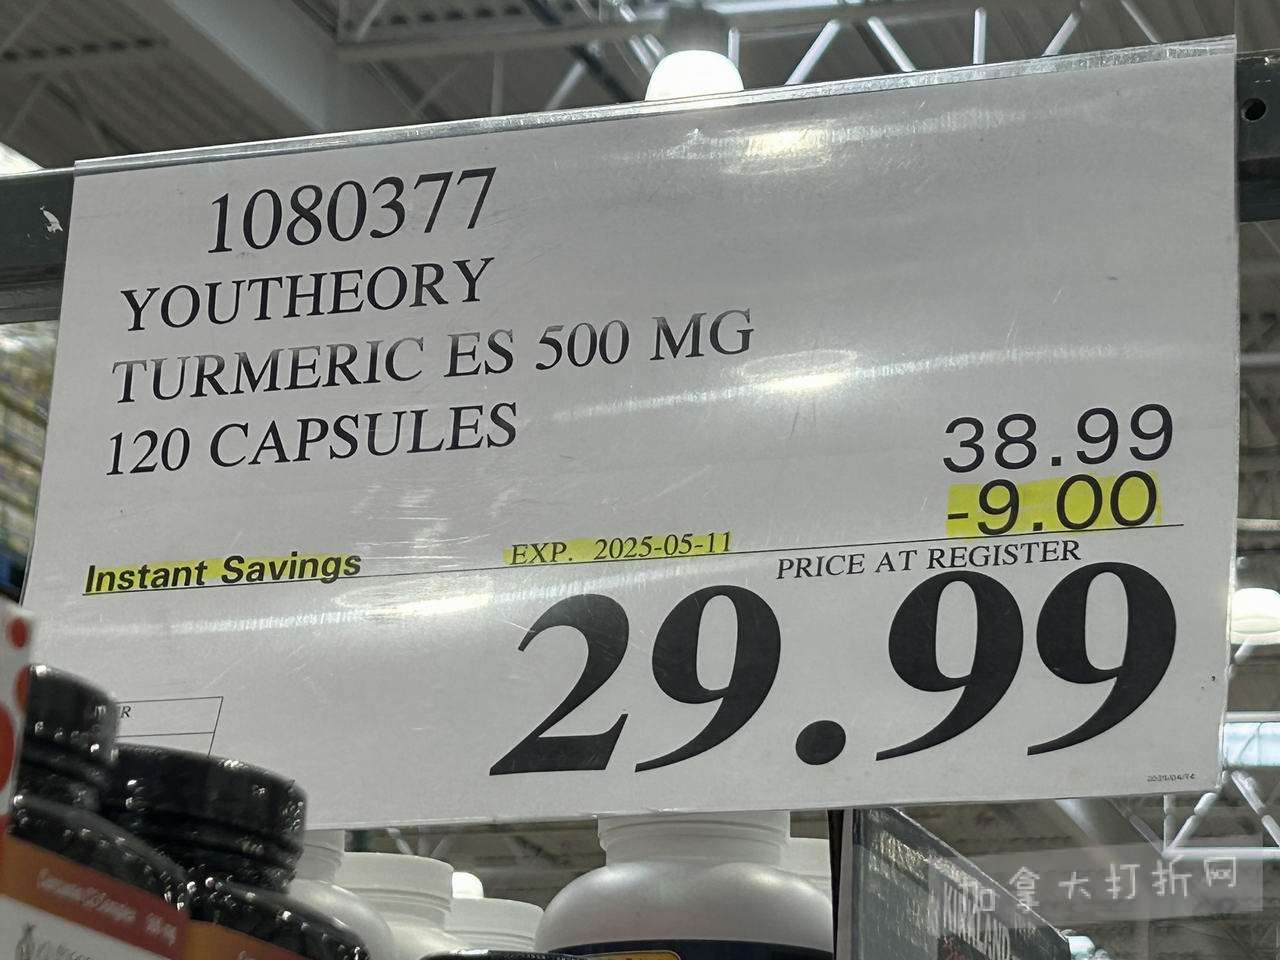 1080377
YOUTHEORY
TURMERIC ES 500 MG
120 CAPSULES
38.99
-9.00
Instant Savings
EXP. 2025-05-11
PRICE AT REGISTER
29.99
加拿大打折网